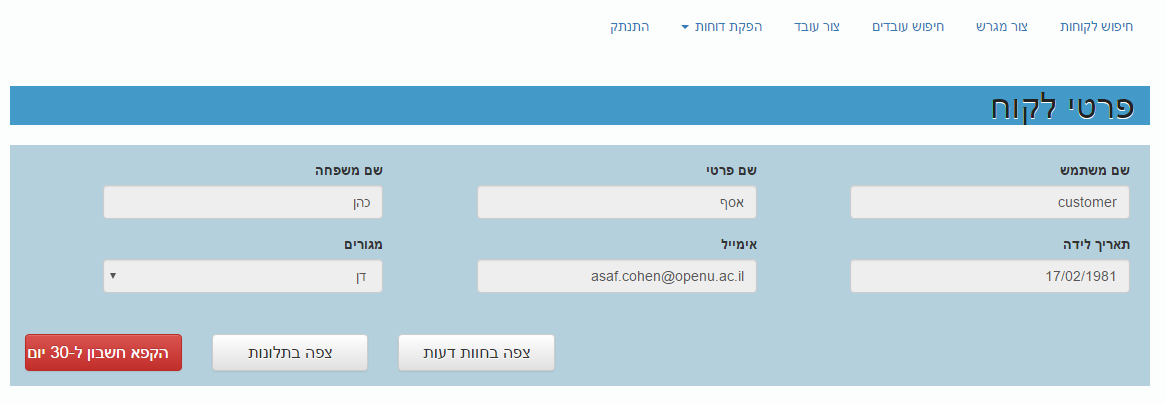 חיפוש לקוחות צור מגרש חיפוש עובדים צור עובד הפקת דוחות התנתק
פרטי לקוח
שם משתמש שם פרטי שם משפחה
customer אסף כהן
תאריך לידה אימייל מגורים
17/02/1981 asaf.cohen@openu.ac.il דן
צפה בחוות דעות צפה בתלונות הקפא חשבון ל-30 יום